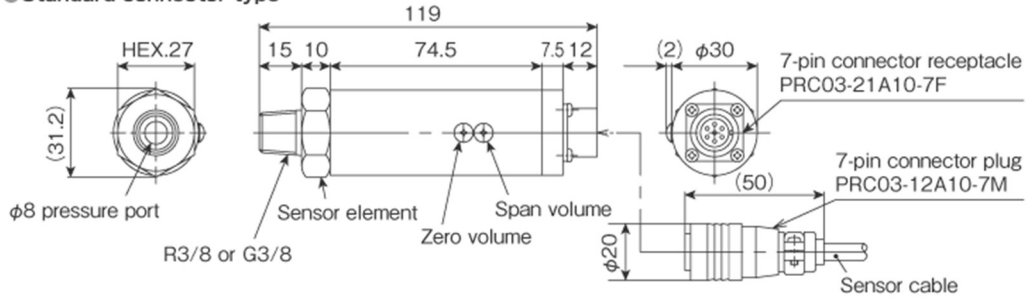 Standard connector type
119
HEX.27
15
10
74.5
7.5
12
(2)
φ30
7-pin connector receptacle
PRC03-21A10-7F
(31.2)
7-pin connector plug
PRC03-12A10-7M
(50)
φ8 pressure port
Sensor element
Span volume
Zero volume
R3/8 or G3/8
φ20
Sensor cable